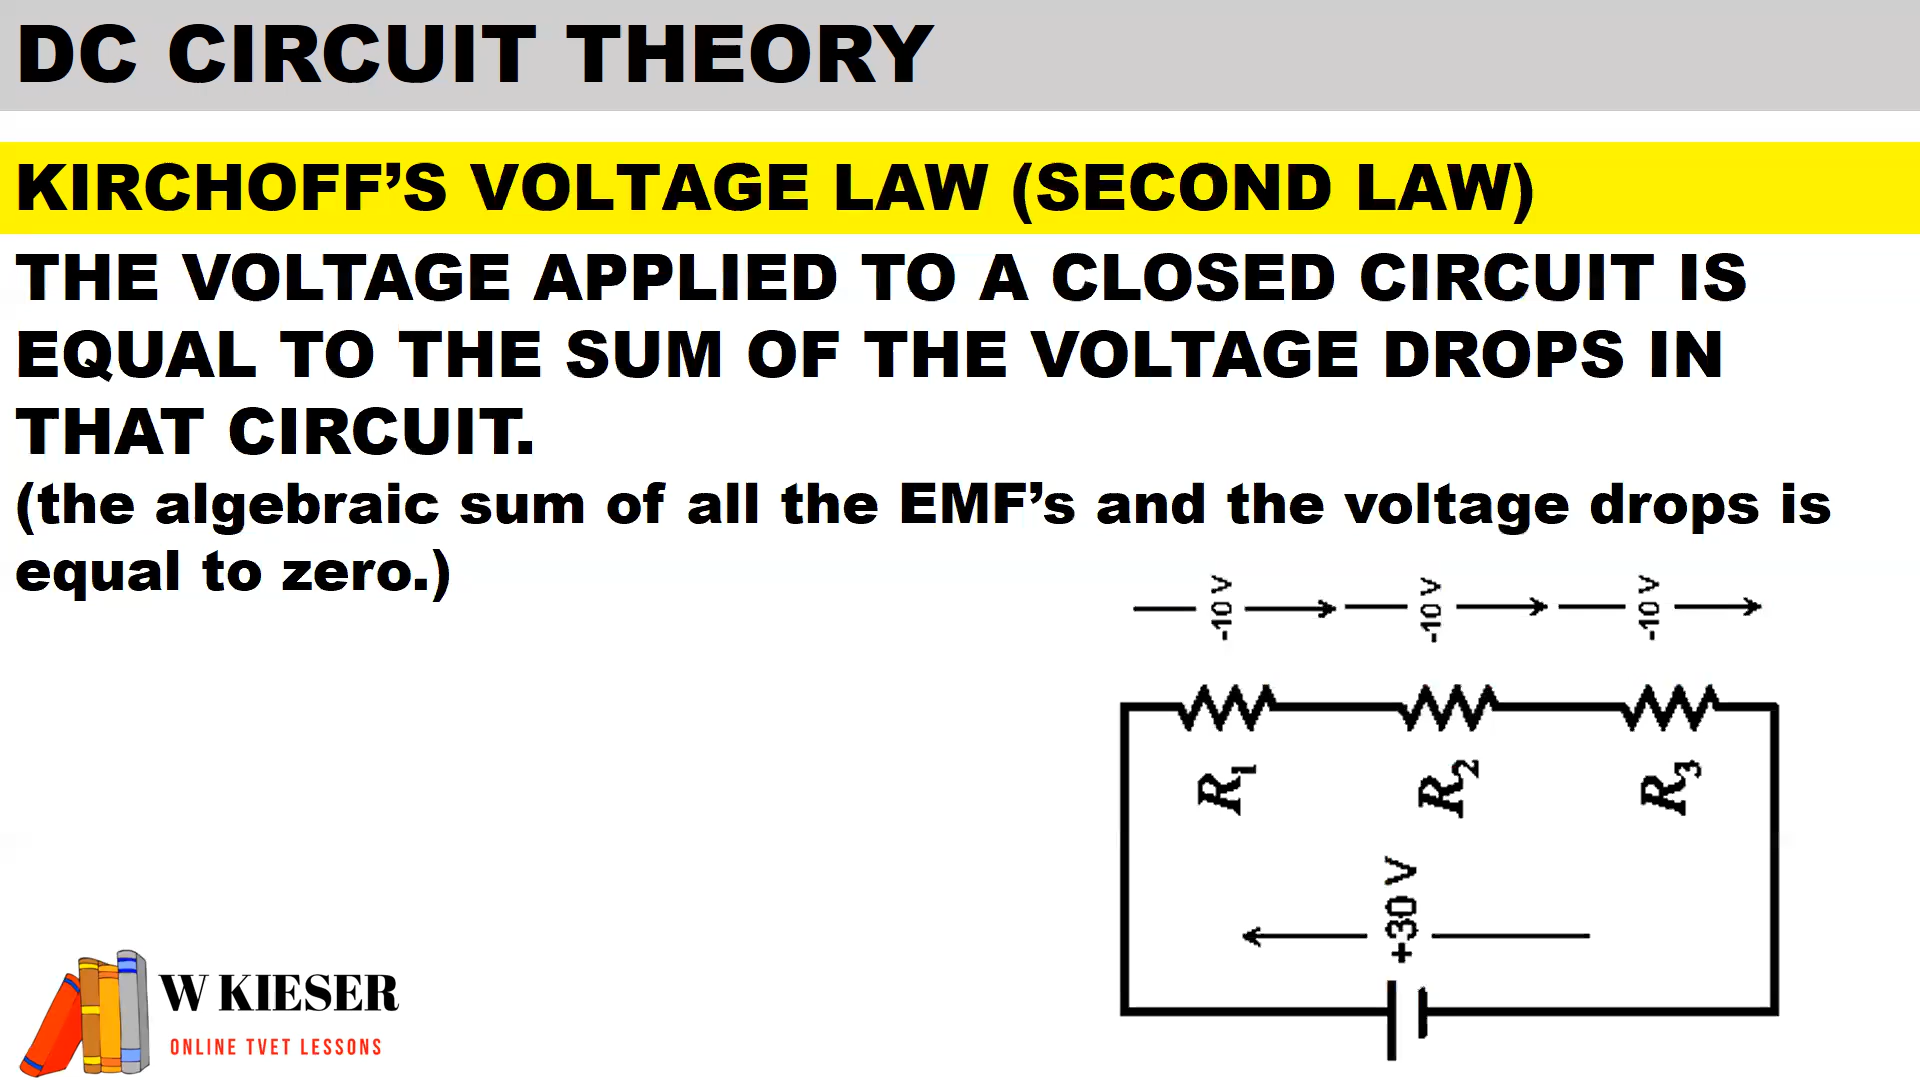 DC CIRCUIT THEORY
KIRCHOFF’S VOLTAGE LAW (SECOND LAW)
THE VOLTAGE APPLIED TO A CLOSED CIRCUIT IS
EQUAL TO THE SUM OF THE VOLTAGE DROPS IN
THAT CIRCUIT.
(the algebraic sum of all the EMF’s and the voltage drops is
equal to zero.)
-10 V
-10 V
-10 V
R1
R2
R3
+30 V
W KIESER
ONLINE TVET LESSONS